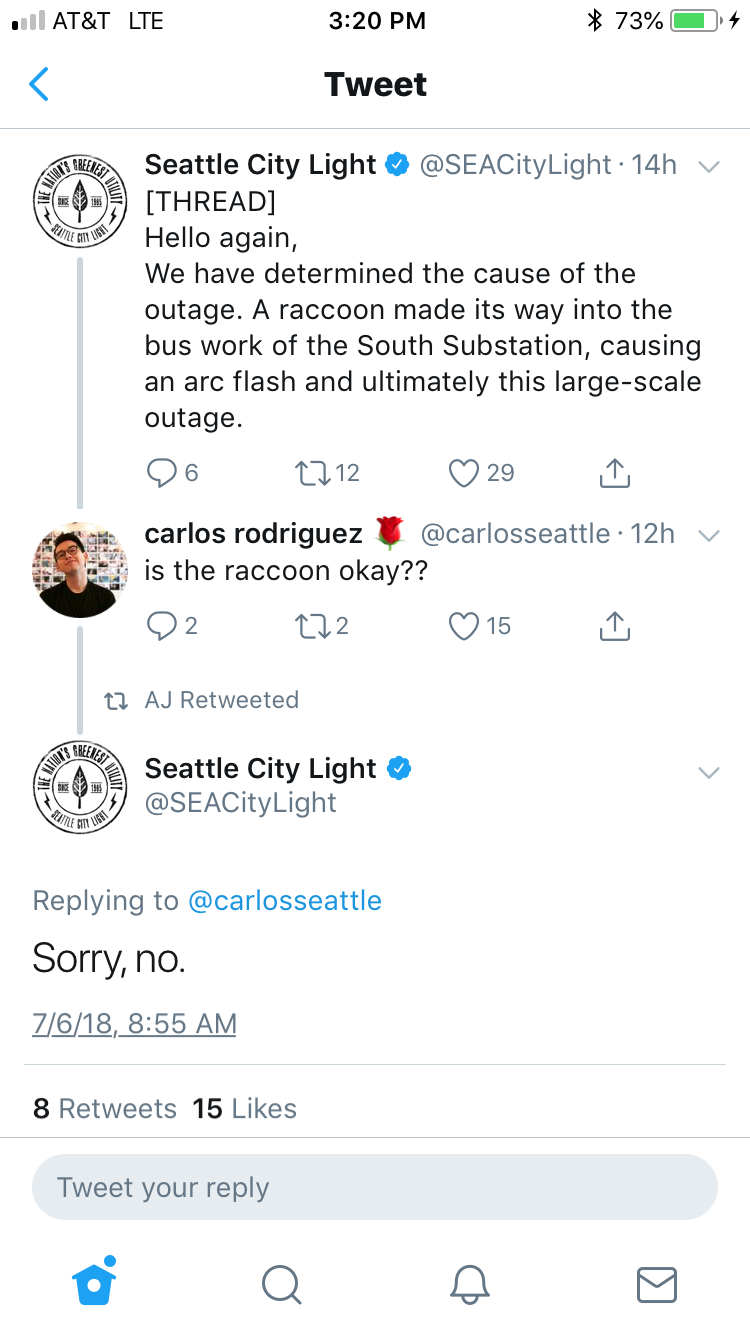 AT&T LTE 3:20 PM 73%
Tweet
THE NATION'S GREENEST UTILITY
SINCE 1905
SEATTLE CITY LIGHT
Seattle City Light @SEACityLight · 14h
[THREAD]
Hello again,
We have determined the cause of the
outage. A raccoon made its way into the
bus work of the South Substation, causing
an arc flash and ultimately this large-scale
outage.
6 12 29
carlos rodriguez 🌹 @carlosseattle · 12h
is the raccoon okay??
2 2 15
AJ Retweeted
THE NATION'S GREENEST UTILITY
SINCE 1905
SEATTLE CITY LIGHT
Seattle City Light
@SEACityLight
Replying to @carlosseattle
Sorry, no.
7/6/18, 8:55 AM
8 Retweets 15 Likes
Tweet your reply